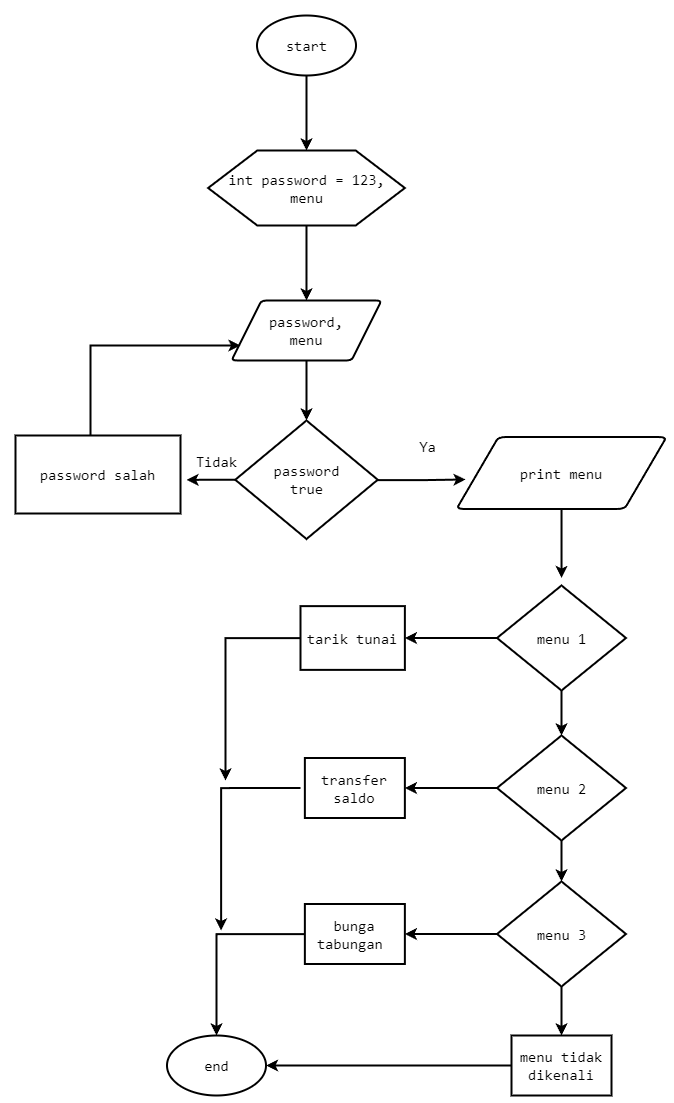 start
int password = 123,
menu
password,
menu
password salah
Tidak
password
true
Ya
print menu
tarik tunai
menu 1
transfer
saldo
menu 2
bunga
tabungan
menu 3
end
menu tidak
dikenali